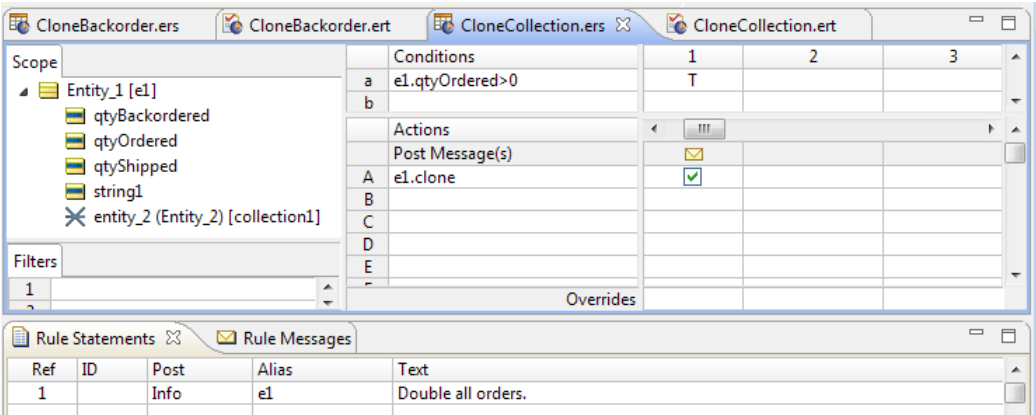 CloneBackorder.ers CloneBackorder.ert CloneCollection.ers CloneCollection.ert
Scope
Entity_1 [e1]
qtyBackordered
qtyOrdered
qtyShipped
string1
entity_2 (Entity_2) [collection1]
Filters
1
Conditions 1 2 3
a e1.qtyOrdered>0 T
b
Actions
Post Message(s)
A e1.clone
B
C
D
E
Overrides
Rule Statements Rule Messages
Ref ID Post Alias Text
1 Info e1 Double all orders.